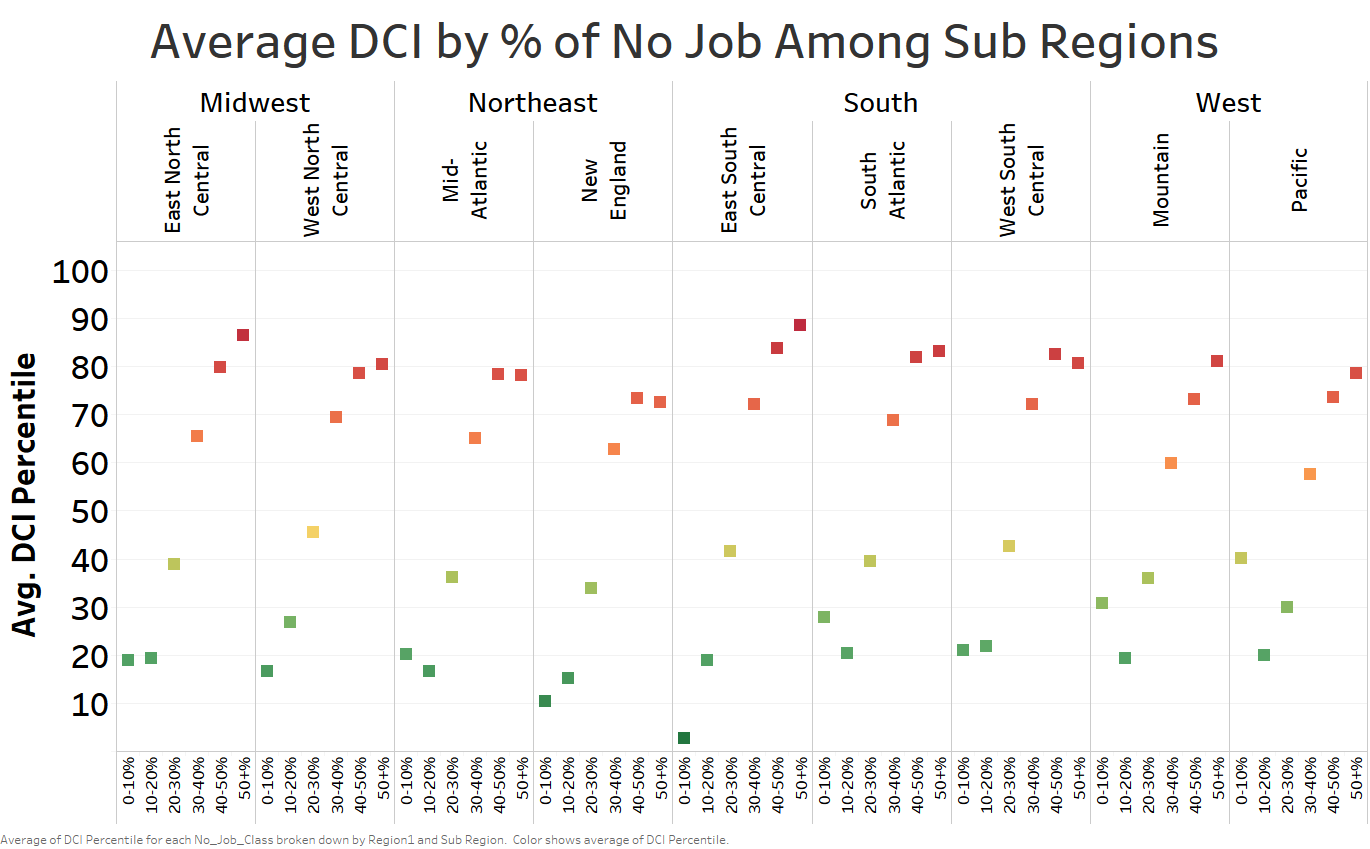 Average DCI by % of No Job Among Sub Regions
Midwest
Northeast
South
West
East North
Central
West North
Central
Mid-
Atlantic
New
England
East South
Central
South
Atlantic
West South
Central
Mountain
Pacific
Avg. DCI Percentile
100
90
80
70
60
50
40
30
20
10
0-10%
10-20%
20-30%
30-40%
40-50%
50+%
0-10%
10-20%
20-30%
30-40%
40-50%
50+%
0-10%
10-20%
20-30%
30-40%
40-50%
50+%
0-10%
10-20%
20-30%
30-40%
40-50%
50+%
0-10%
10-20%
20-30%
30-40%
40-50%
50+%
0-10%
10-20%
20-30%
30-40%
40-50%
50+%
0-10%
10-20%
20-30%
30-40%
40-50%
50+%
0-10%
10-20%
20-30%
30-40%
40-50%
50+%
0-10%
10-20%
20-30%
30-40%
40-50%
50+%
Average of DCI Percentile for each No_Job_Class broken down by Region1 and Sub Region.  Color shows average of DCI Percentile.